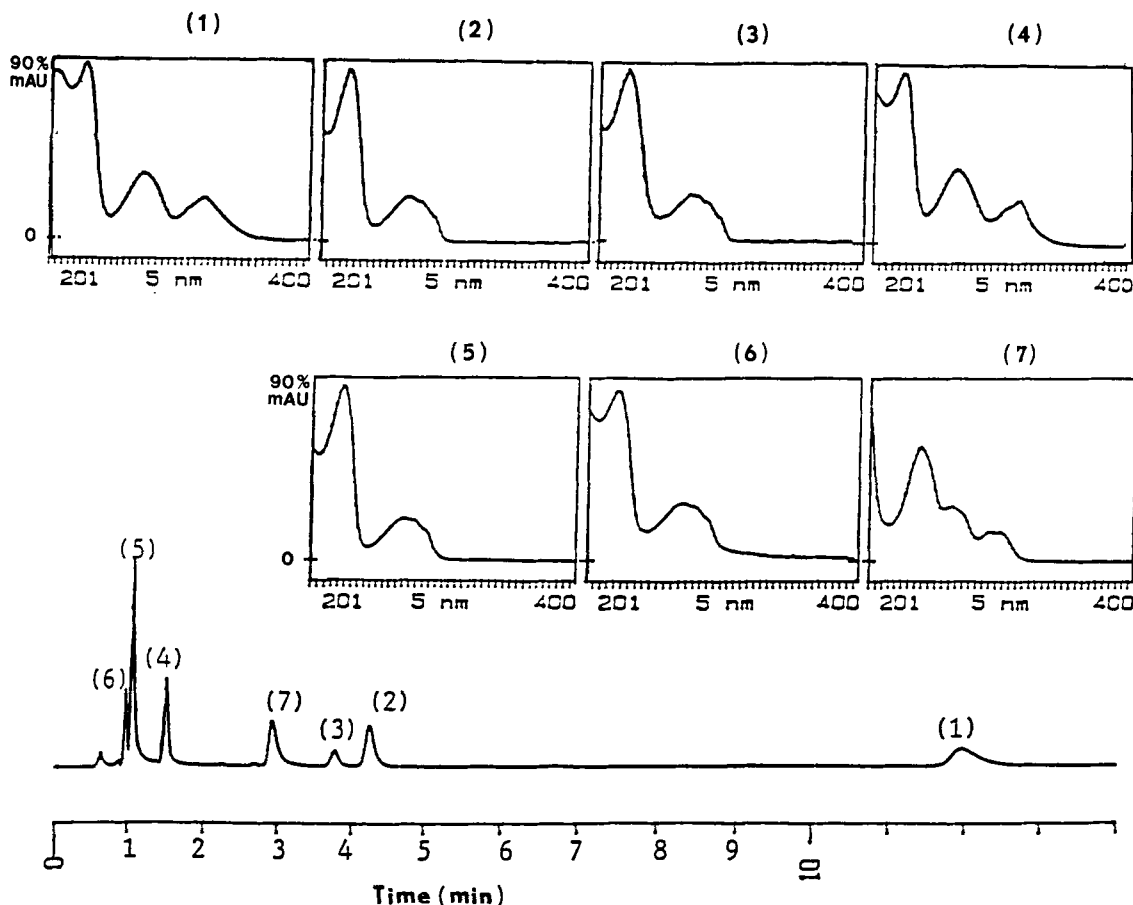 (1) (2) (3) (4)
90%
mAU
0
201 5 nm 400 201 5 nm 400 201 5 nm 400 201 5 nm 400
(5) (6) (7)
90%
mAU
0
201 5 nm 400 201 5 nm 400 201 5 nm 400
(5)
(6) (4) (7) (3) (2) (1)
0 1 2 3 4 5 6 7 8 9 10
Time (min)